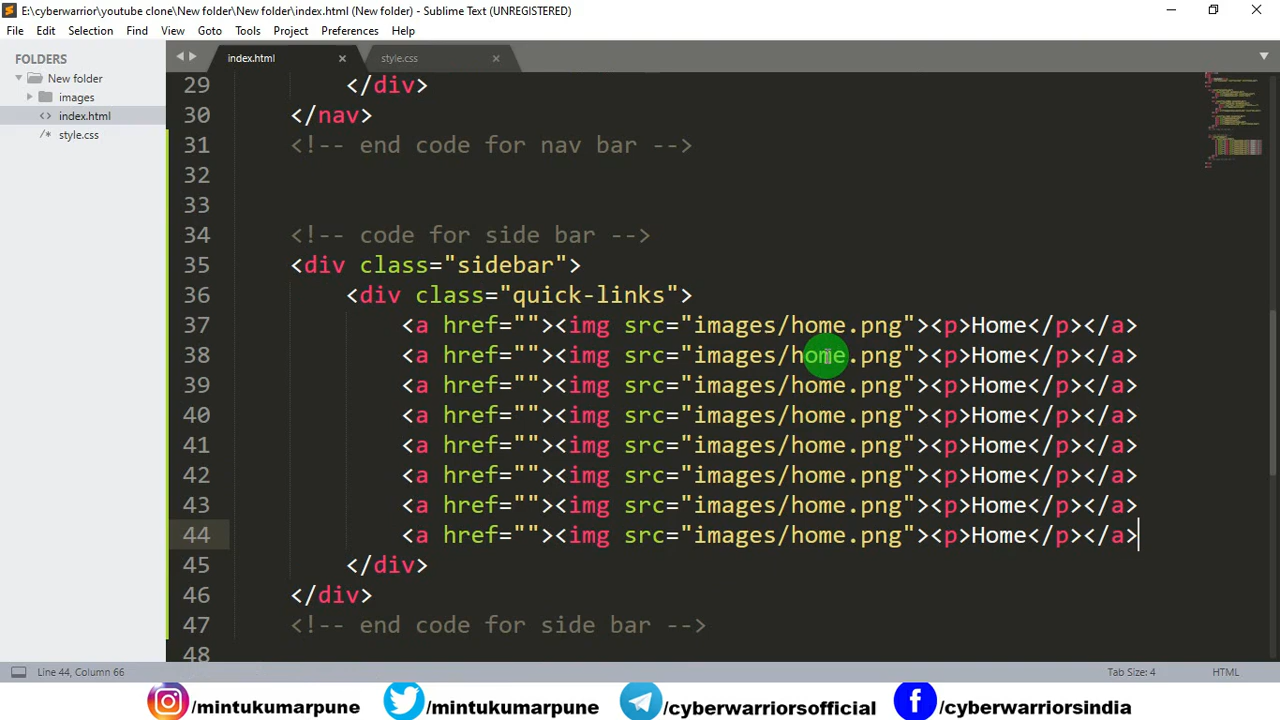 E:\cyberwarrior\youtube clone\New folder\New folder\index.html (New folder) - Sublime Text (UNREGISTERED)
File Edit Selection Find View Goto Tools Project Preferences Help
FOLDERS
New folder
images
index.html
style.css
index.html × style.css ×
29 </div>
30 </nav>
31 <!-- end code for nav bar -->
32
33
34 <!-- code for side bar -->
35 <div class="sidebar">
36 <div class="quick-links">
37 <a href=""><img src="images/home.png"><p>Home</p></a>
38 <a href=""><img src="images/home.png"><p>Home</p></a>
39 <a href=""><img src="images/home.png"><p>Home</p></a>
40 <a href=""><img src="images/home.png"><p>Home</p></a>
41 <a href=""><img src="images/home.png"><p>Home</p></a>
42 <a href=""><img src="images/home.png"><p>Home</p></a>
43 <a href=""><img src="images/home.png"><p>Home</p></a>
44 <a href=""><img src="images/home.png"><p>Home</p></a>
45 </div>
46 </div>
47 <!-- end code for side bar -->
48
Line 44, Column 66 Tab Size: 4 HTML
/mintukumarpune /mintukumarpune /cyberwarriorsofficial /cyberwarriorsindia